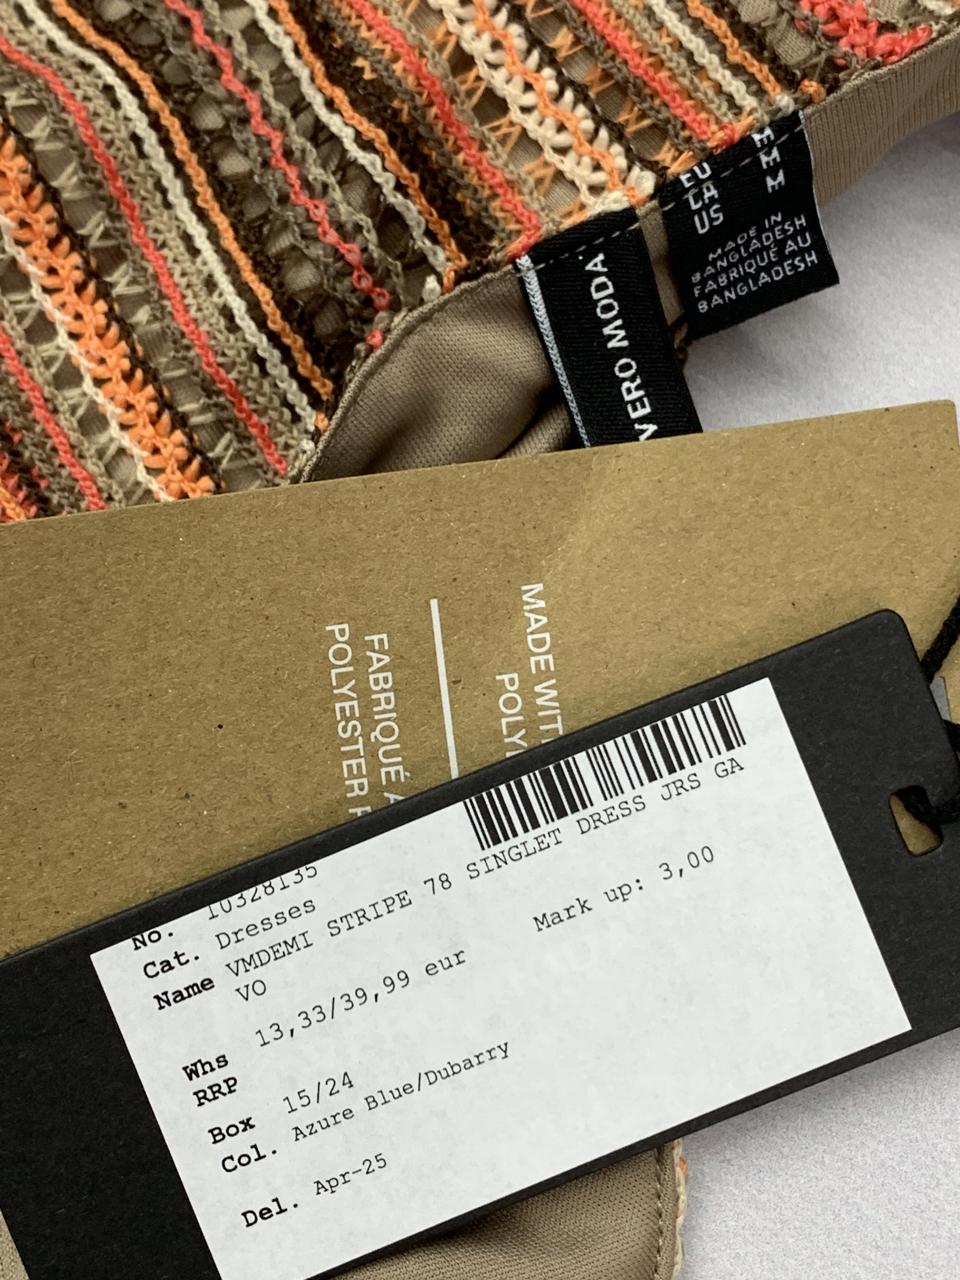 EU M
CA M
US M
MADE IN
BANGLADESH
FABRIQUÉ AU
BANGLADESH
VERO MODA
MADE WITH
FABRIQUÉ
POLYESTER
No. 10328135
Cat. Dresses
Name VMDEMI STRIPE 78 SINGLET DRESS JRS GA
VO
Whs 13,33/39,99 eur Mark up: 3,00
RRP
Box 15/24
Col. Azure Blue/Dubarry
Del. Apr-25